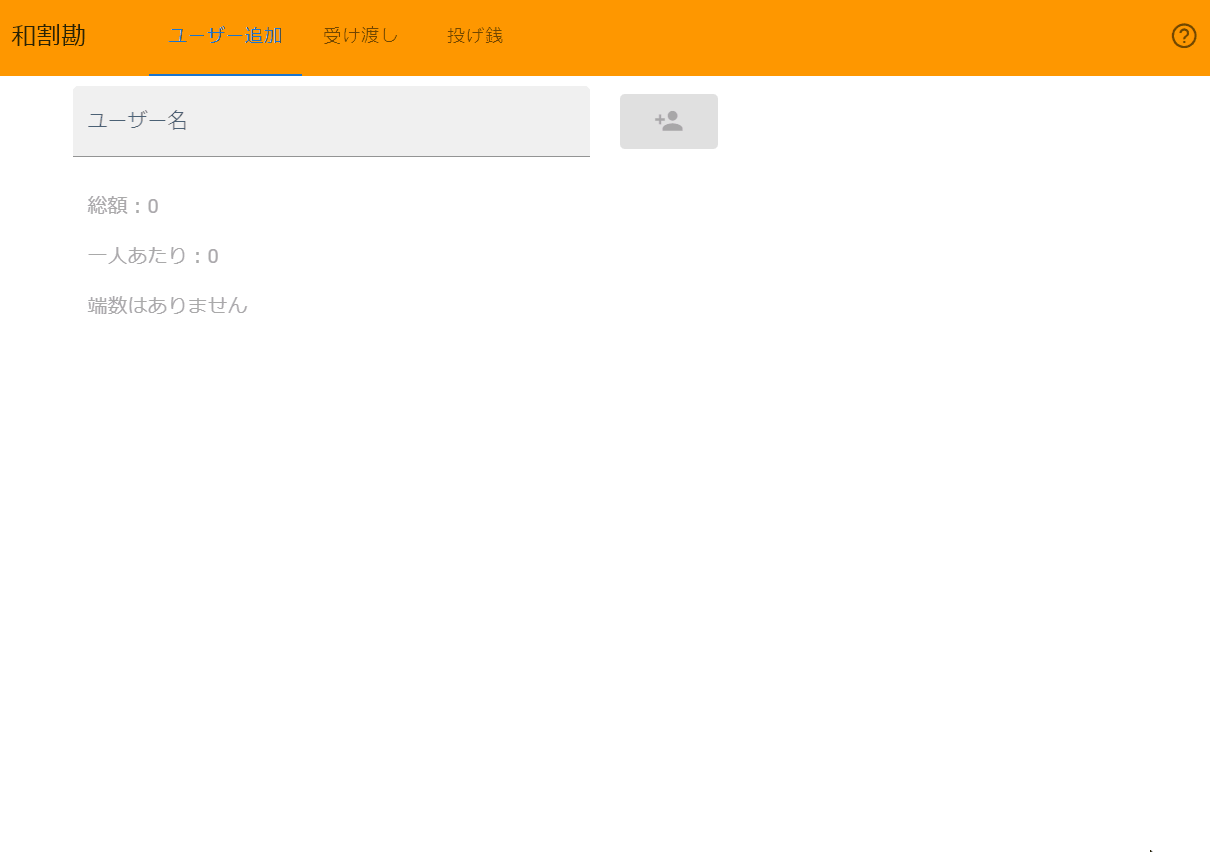 和割勘
ユーザー追加
受け渡し
投げ銭
ユーザー名
総額：0
一人あたり：0
端数はありません